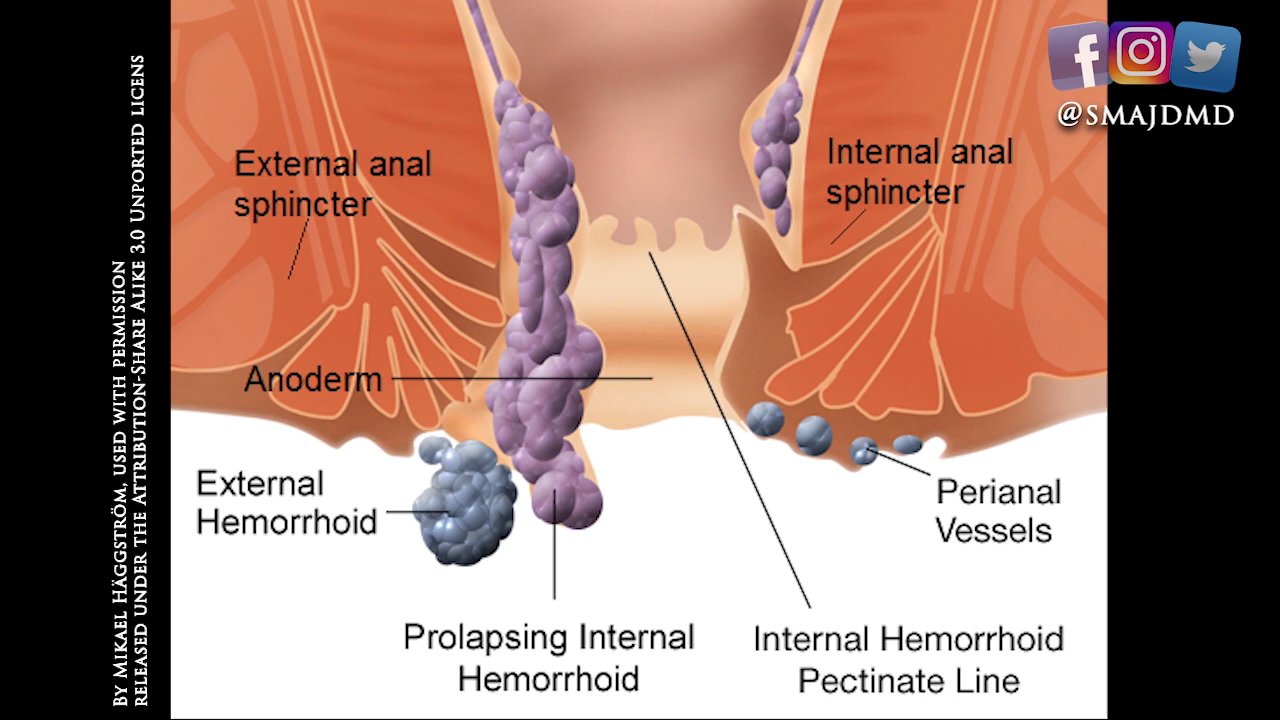 BY MIKAEL HÄGGSTRÖM, USED WITH PERMISSION
RELEASED UNDER THE ATTRIBUTION-SHARE ALIKE 3.0 UNPORTED LICENS
@SMAJDMD
External anal
sphincter
Internal anal
sphincter
Anoderm
External
Hemorrhoid
Perianal
Vessels
Prolapsing Internal
Hemorrhoid
Internal Hemorrhoid
Pectinate Line